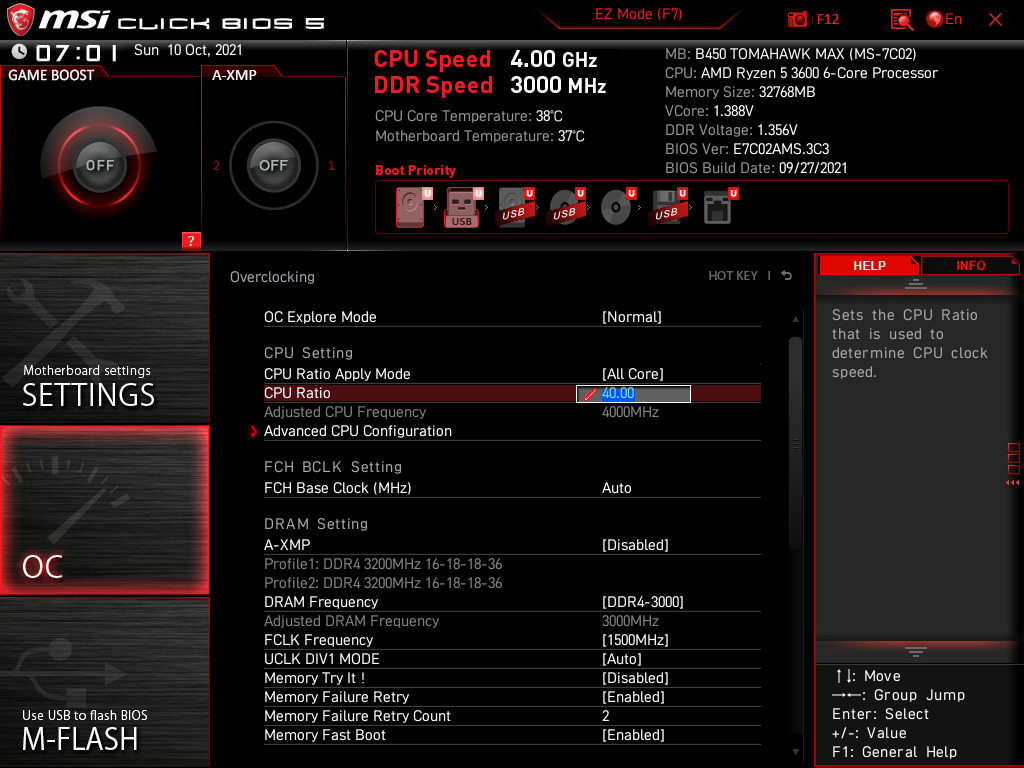 msi CLICK BIOS 5
EZ Mode (F7)
: F12
En
07:01 Sun 10 Oct, 2021
GAME BOOST
OFF
?
A-XMP
2 OFF 1
CPU Speed 4.00 GHz
DDR Speed 3000 MHz
CPU Core Temperature: 38℃
Motherboard Temperature: 37℃
MB: B450 TOMAHAWK MAX (MS-7C02)
CPU: AMD Ryzen 5 3600 6-Core Processor
Memory Size: 32768MB
VCore: 1.388V
DDR Voltage: 1.356V
BIOS Ver: E7C02AMS.3C3
BIOS Build Date: 09/27/2021
Boot Priority
U U U U U U U
USB USB USB USB
Motherboard settings
SETTINGS
OC
Use USB to flash BIOS
M-FLASH
Overclocking
HOT KEY |
OC Explore Mode [Normal]
CPU Setting
CPU Ratio Apply Mode [All Core]
CPU Ratio 40.00
Adjusted CPU Frequency 4000MHz
Advanced CPU Configuration
FCH BCLK Setting
FCH Base Clock (MHz) Auto
DRAM Setting
A-XMP [Disabled]
Profile1: DDR4 3200MHz 16-18-18-36
Profile2: DDR4 3200MHz 16-18-18-36
DRAM Frequency [DDR4-3000]
Adjusted DRAM Frequency 3000MHz
FCLK Frequency [1500MHz]
UCLK DIV1 MODE [Auto]
Memory Try It ! [Disabled]
Memory Failure Retry [Enabled]
Memory Failure Retry Count 2
Memory Fast Boot [Enabled]
HELP INFO
Sets the CPU Ratio
that is used to
determine CPU clock
speed.
↑↓: Move
→←: Group Jump
Enter: Select
+/-: Value
F1: General Help